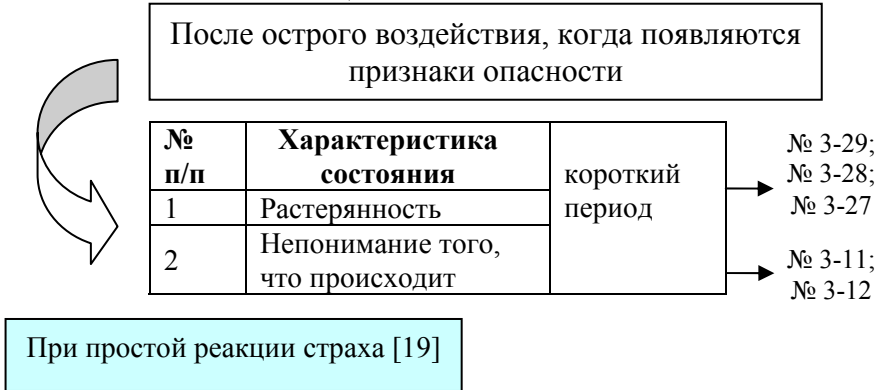 После острого воздействия, когда появляются
признаки опасности
№ Характеристика
п/п состояния
короткий
период
1 Растерянность
2 Непонимание того,
что происходит
№ 3-29;
№ 3-28;
№ 3-27
№ 3-11;
№ 3-12
При простой реакции страха [19]